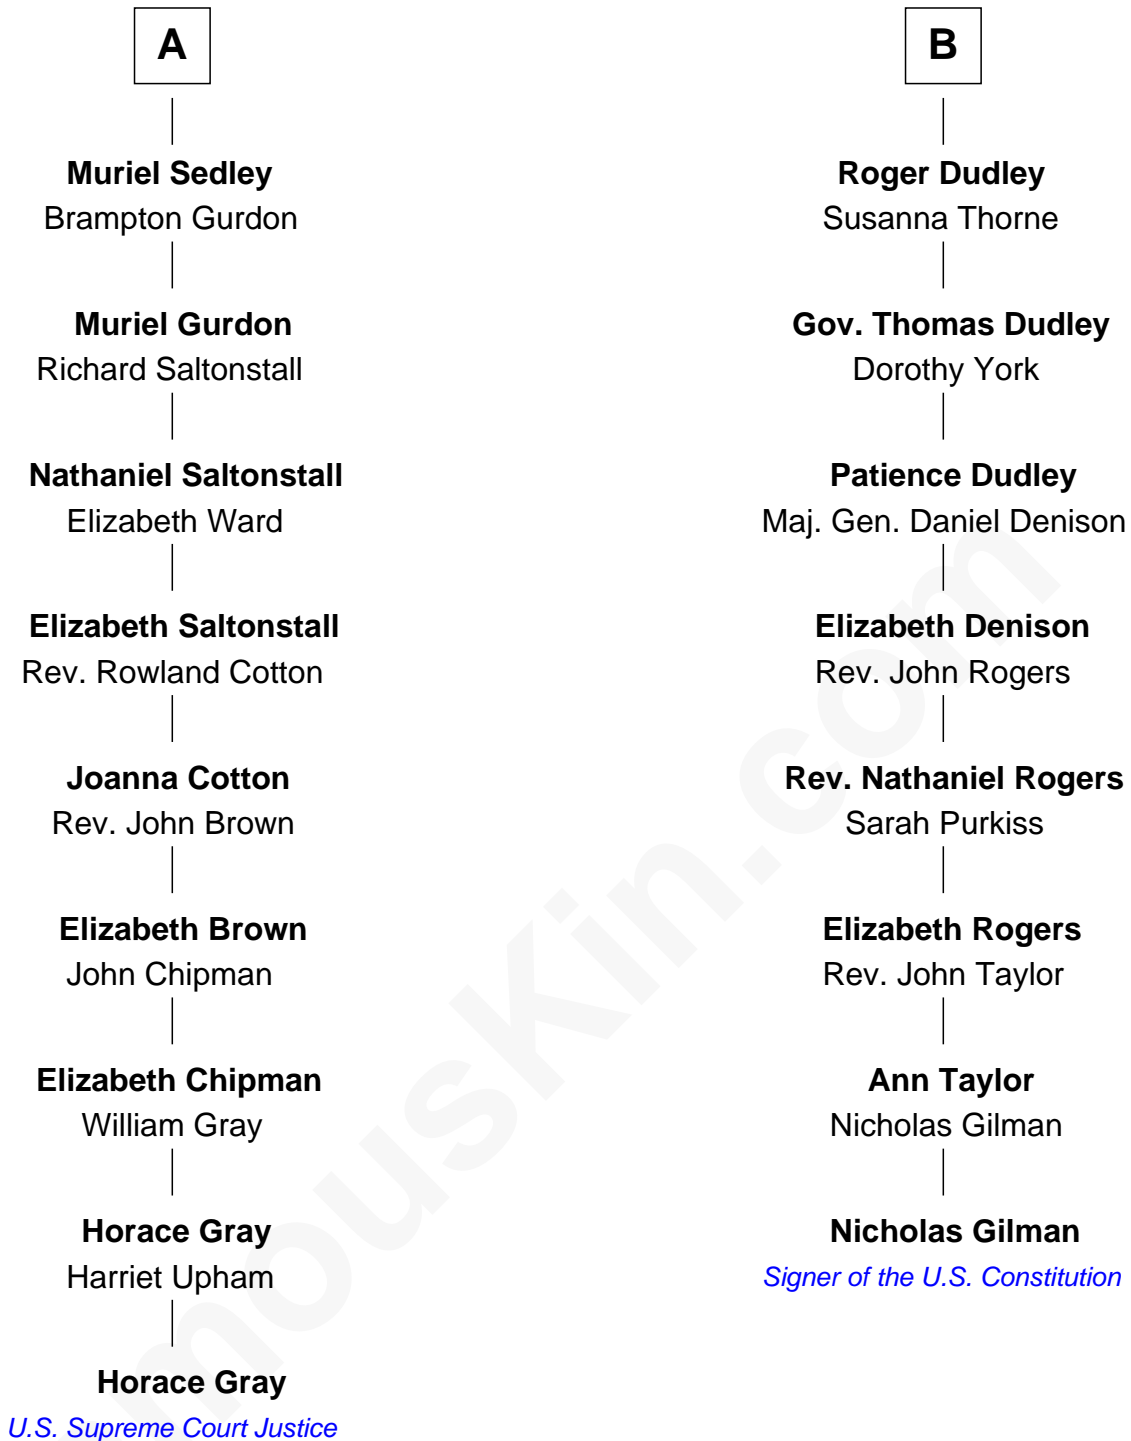 A
Muriel Sedley
Brampton Gurdon
Muriel Gurdon
Richard Saltonstall
Nathaniel Saltonstall
Elizabeth Ward
Elizabeth Saltonstall
Rev. Rowland Cotton
Joanna Cotton
Rev. John Brown
Elizabeth Brown
John Chipman
Elizabeth Chipman
William Gray
Horace Gray
Harriet Upham
Horace Gray
U.S. Supreme Court Justice
B
Roger Dudley
Susanna Thorne
Gov. Thomas Dudley
Dorothy York
Patience Dudley
Maj. Gen. Daniel Denison
Elizabeth Denison
Rev. John Rogers
Rev. Nathaniel Rogers
Sarah Purkiss
Elizabeth Rogers
Rev. John Taylor
Ann Taylor
Nicholas Gilman
Nicholas Gilman
Signer of the U.S. Constitution
mousKin.com